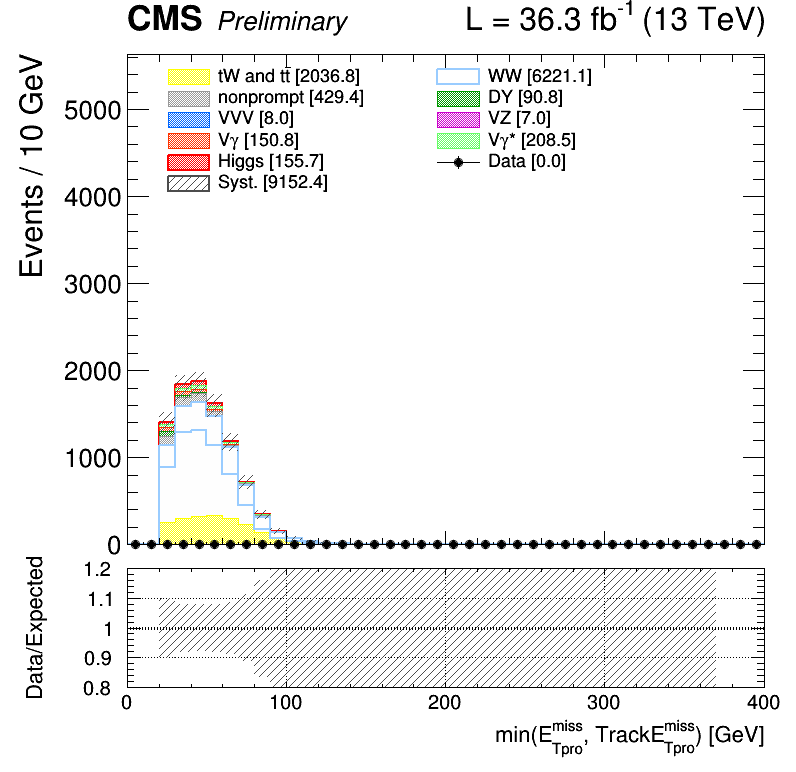 CMS Preliminary L = 36.3 fb⁻¹ (13 TeV)
Events / 10 GeV
tW and tt̄ [2036.8]
nonprompt [429.4]
VVV [8.0]
Vγ [150.8]
Higgs [155.7]
Syst. [9152.4]
WW [6221.1]
DY [90.8]
VZ [7.0]
Vγ* [208.5]
Data [0.0]
5000
4000
3000
2000
1000
0
Data/Expected
1.2
1.1
1
0.9
0.8
0 100 200 300 400
min(E_Tpro^miss, TrackE_Tpro^miss) [GeV]